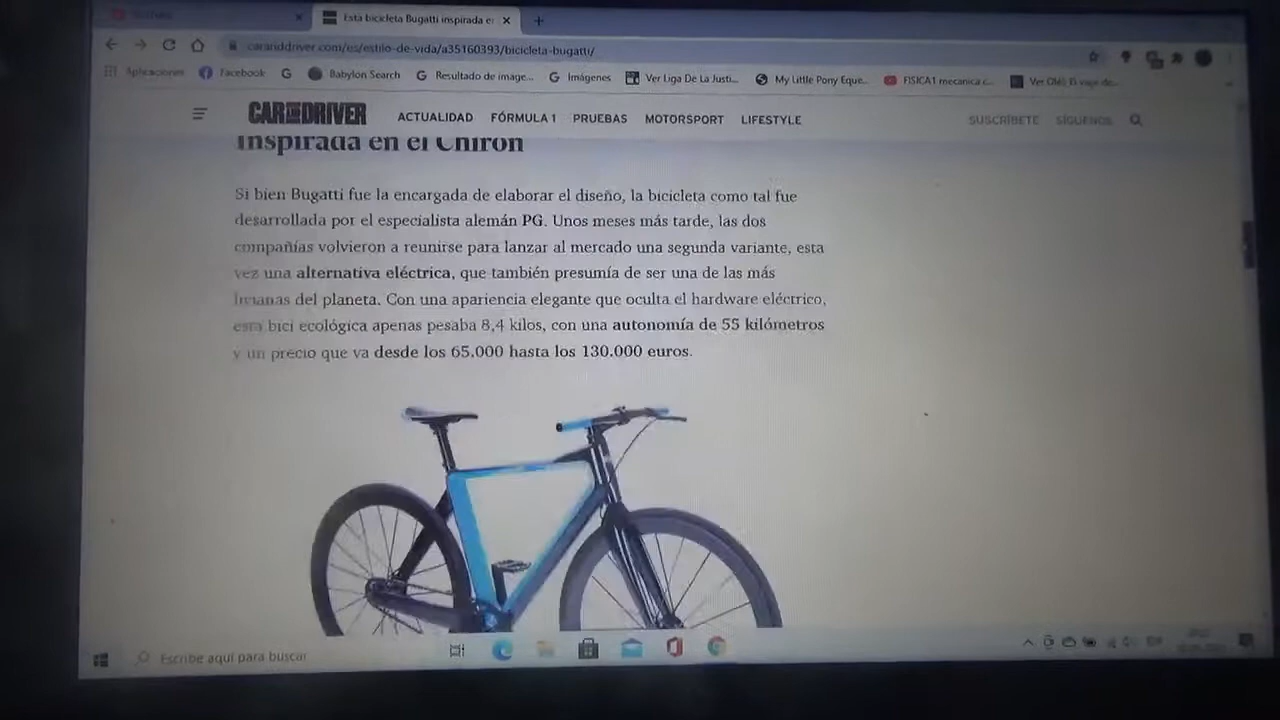 YouTube
Esta bicicleta Bugatti inspirada e
caranddriver.com/es/estilo-de-vida/a35160393/bicicleta-bugatti/
Aplicaciones Facebook Babylon Search Resultado de image... Imágenes Ver Liga De La Justi... My Little Pony Eque... FISICA1 mecanica c...
CAR AND DRIVER ACTUALIDAD FÓRMULA 1 PRUEBAS MOTORSPORT LIFESTYLE SUSCRÍBETE SÍGUENOS
Inspirada en el Chiron
Si bien Bugatti fue la encargada de elaborar el diseño, la bicicleta como tal fue
desarrollada por el especialista alemán PG. Unos meses más tarde, las dos
compañías volvieron a reunirse para lanzar al mercado una segunda variante, esta
vez una alternativa eléctrica, que también presumía de ser una de las más
livianas del planeta. Con una apariencia elegante que oculta el hardware eléctrico,
esta bici ecológica apenas pesaba 8,4 kilos, con una autonomía de 55 kilómetros
y un precio que va desde los 65.000 hasta los 130.000 euros.
Escribe aquí para buscar